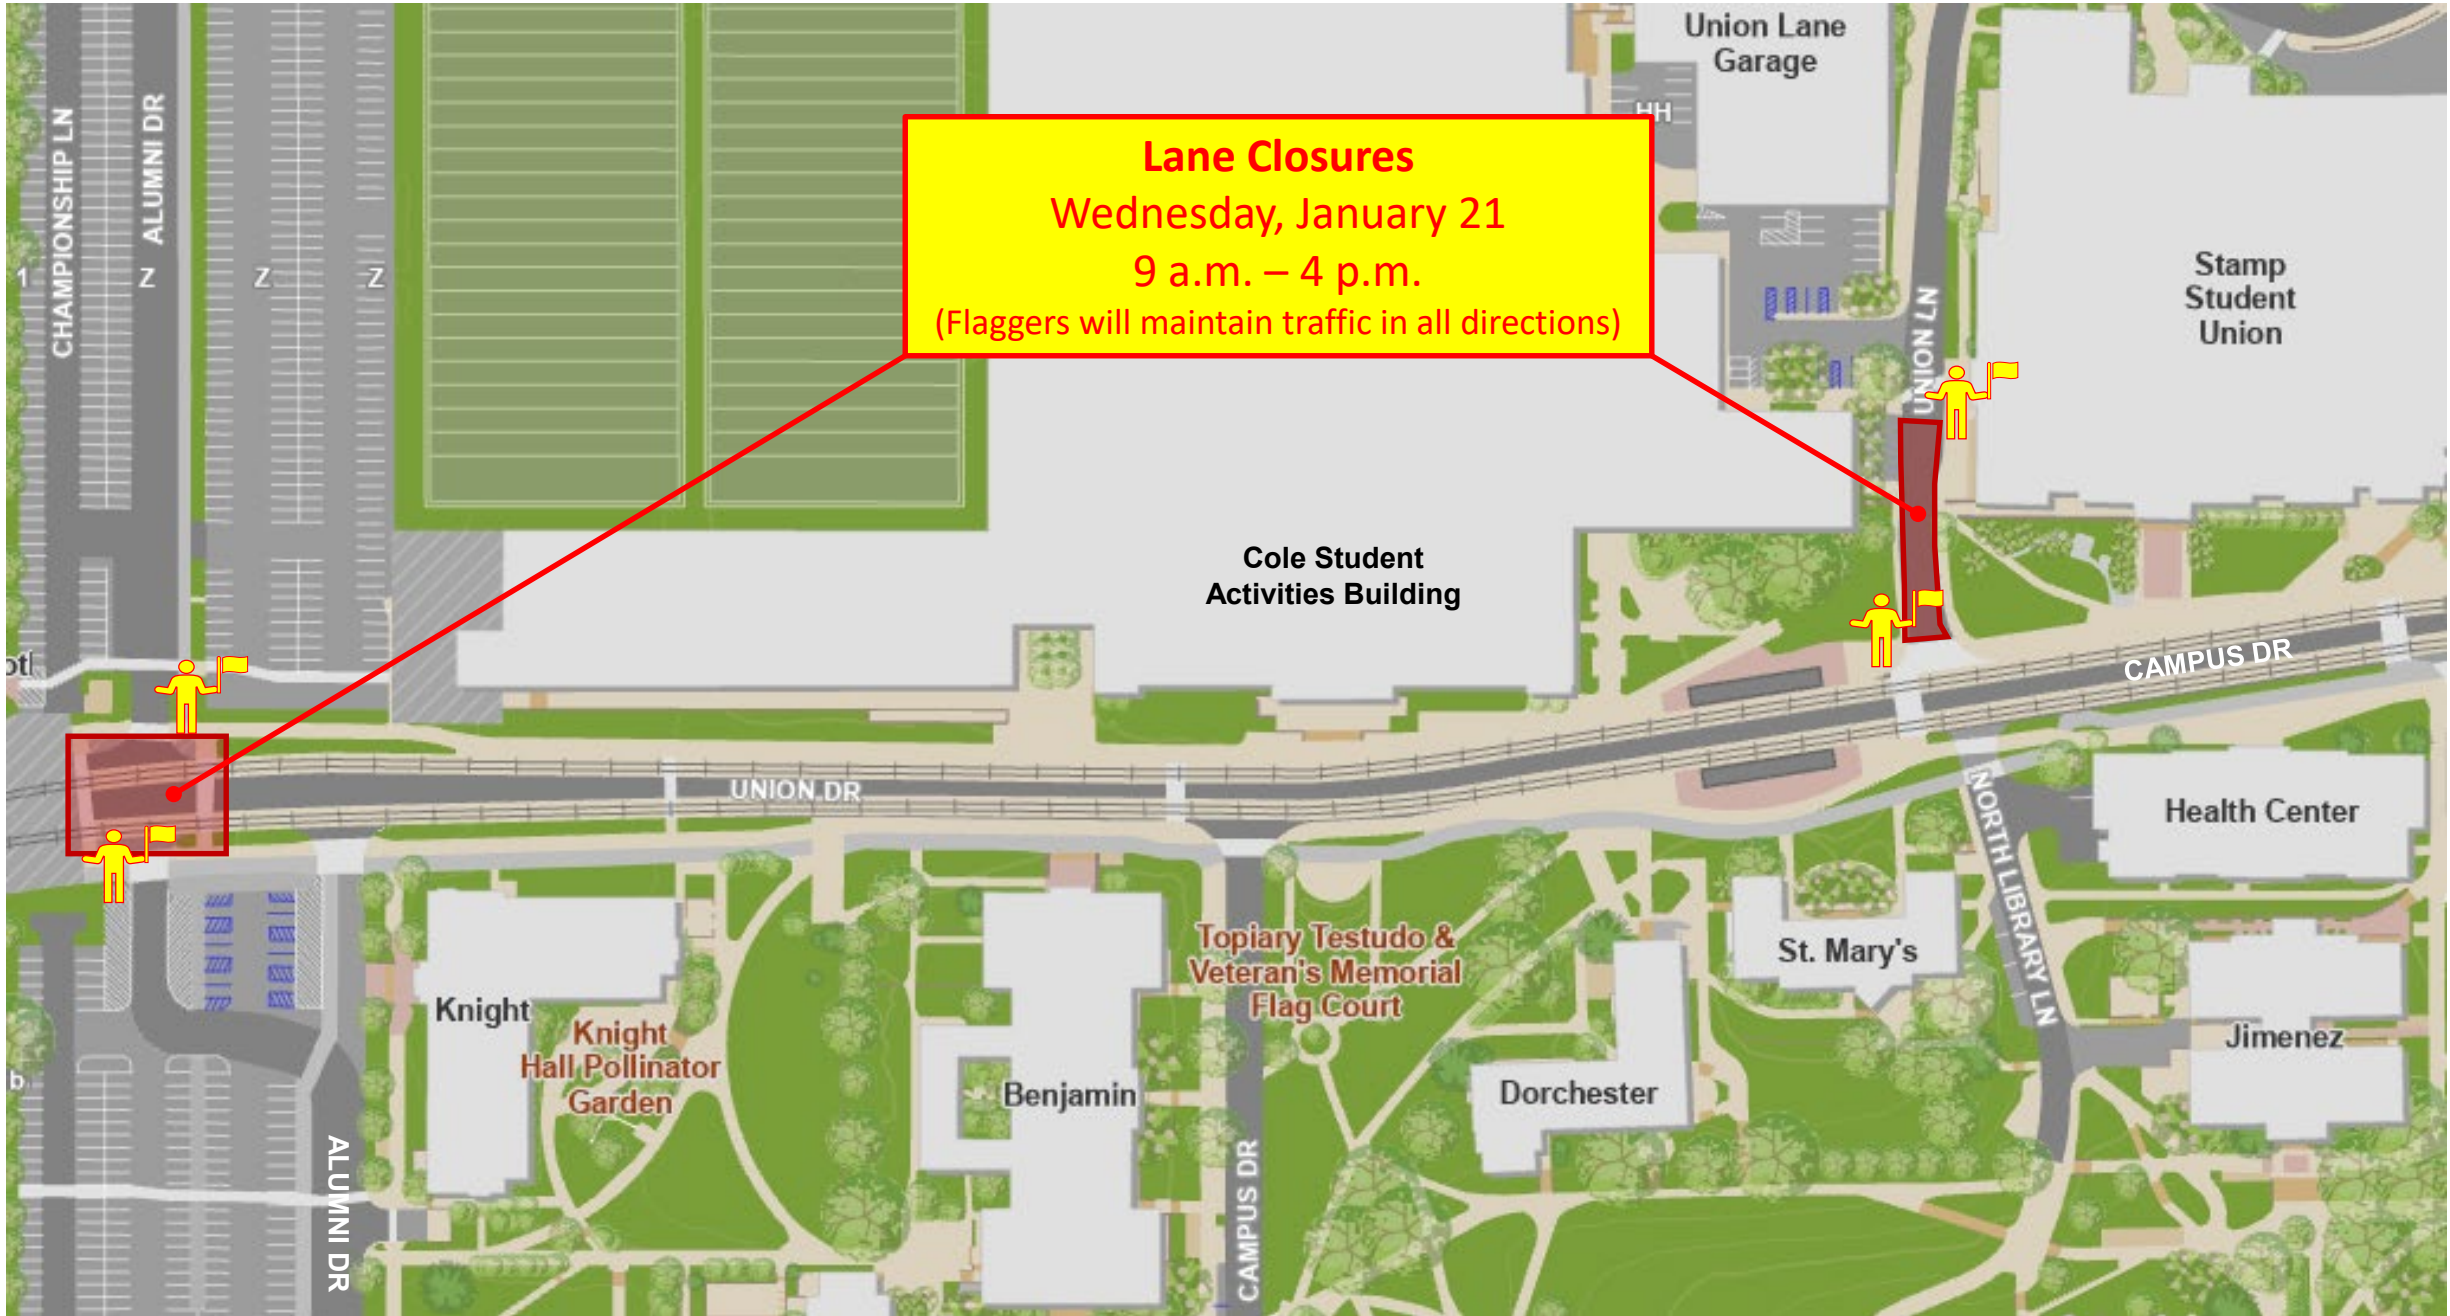 Union Lane
Garage
HH
Lane Closures
Wednesday, January 21
9 a.m. – 4 p.m.
(Flaggers will maintain traffic in all directions)
CHAMPIONSHIP LN
ALUMNI DR
1
Z
Z
Z
UNION LN
Stamp
Student
Union
Cole Student
Activities Building
CAMPUS DR
UNION DR
NORTH LIBRARY LN
Health Center
Topiary Testudo &
Veteran's Memorial
Flag Court
St. Mary's
Knight
Knight
Hall Pollinator
Garden
Benjamin
Dorchester
Jimenez
ALUMNI DR
CAMPUS DR